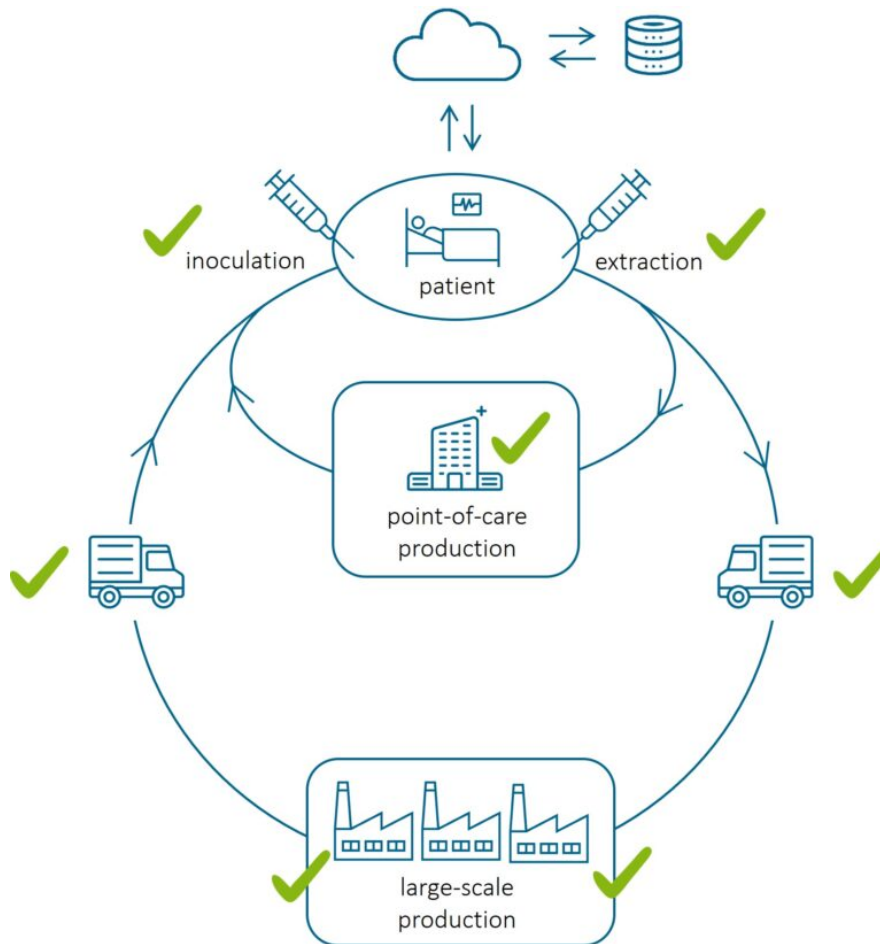 inoculation
extraction
patient
point-of-care
production
large-scale
production